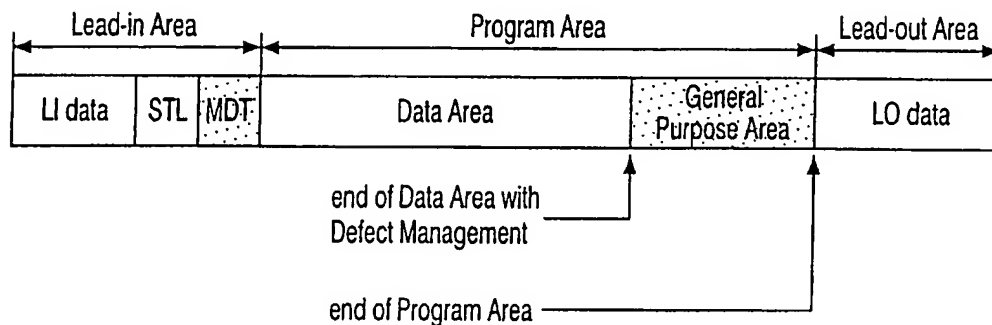 Lead-in Area
Program Area
Lead-out Area
LI data
STL
MDT
Data Area
General
Purpose Area
LO data
end of Data Area with
Defect Management
end of Program Area